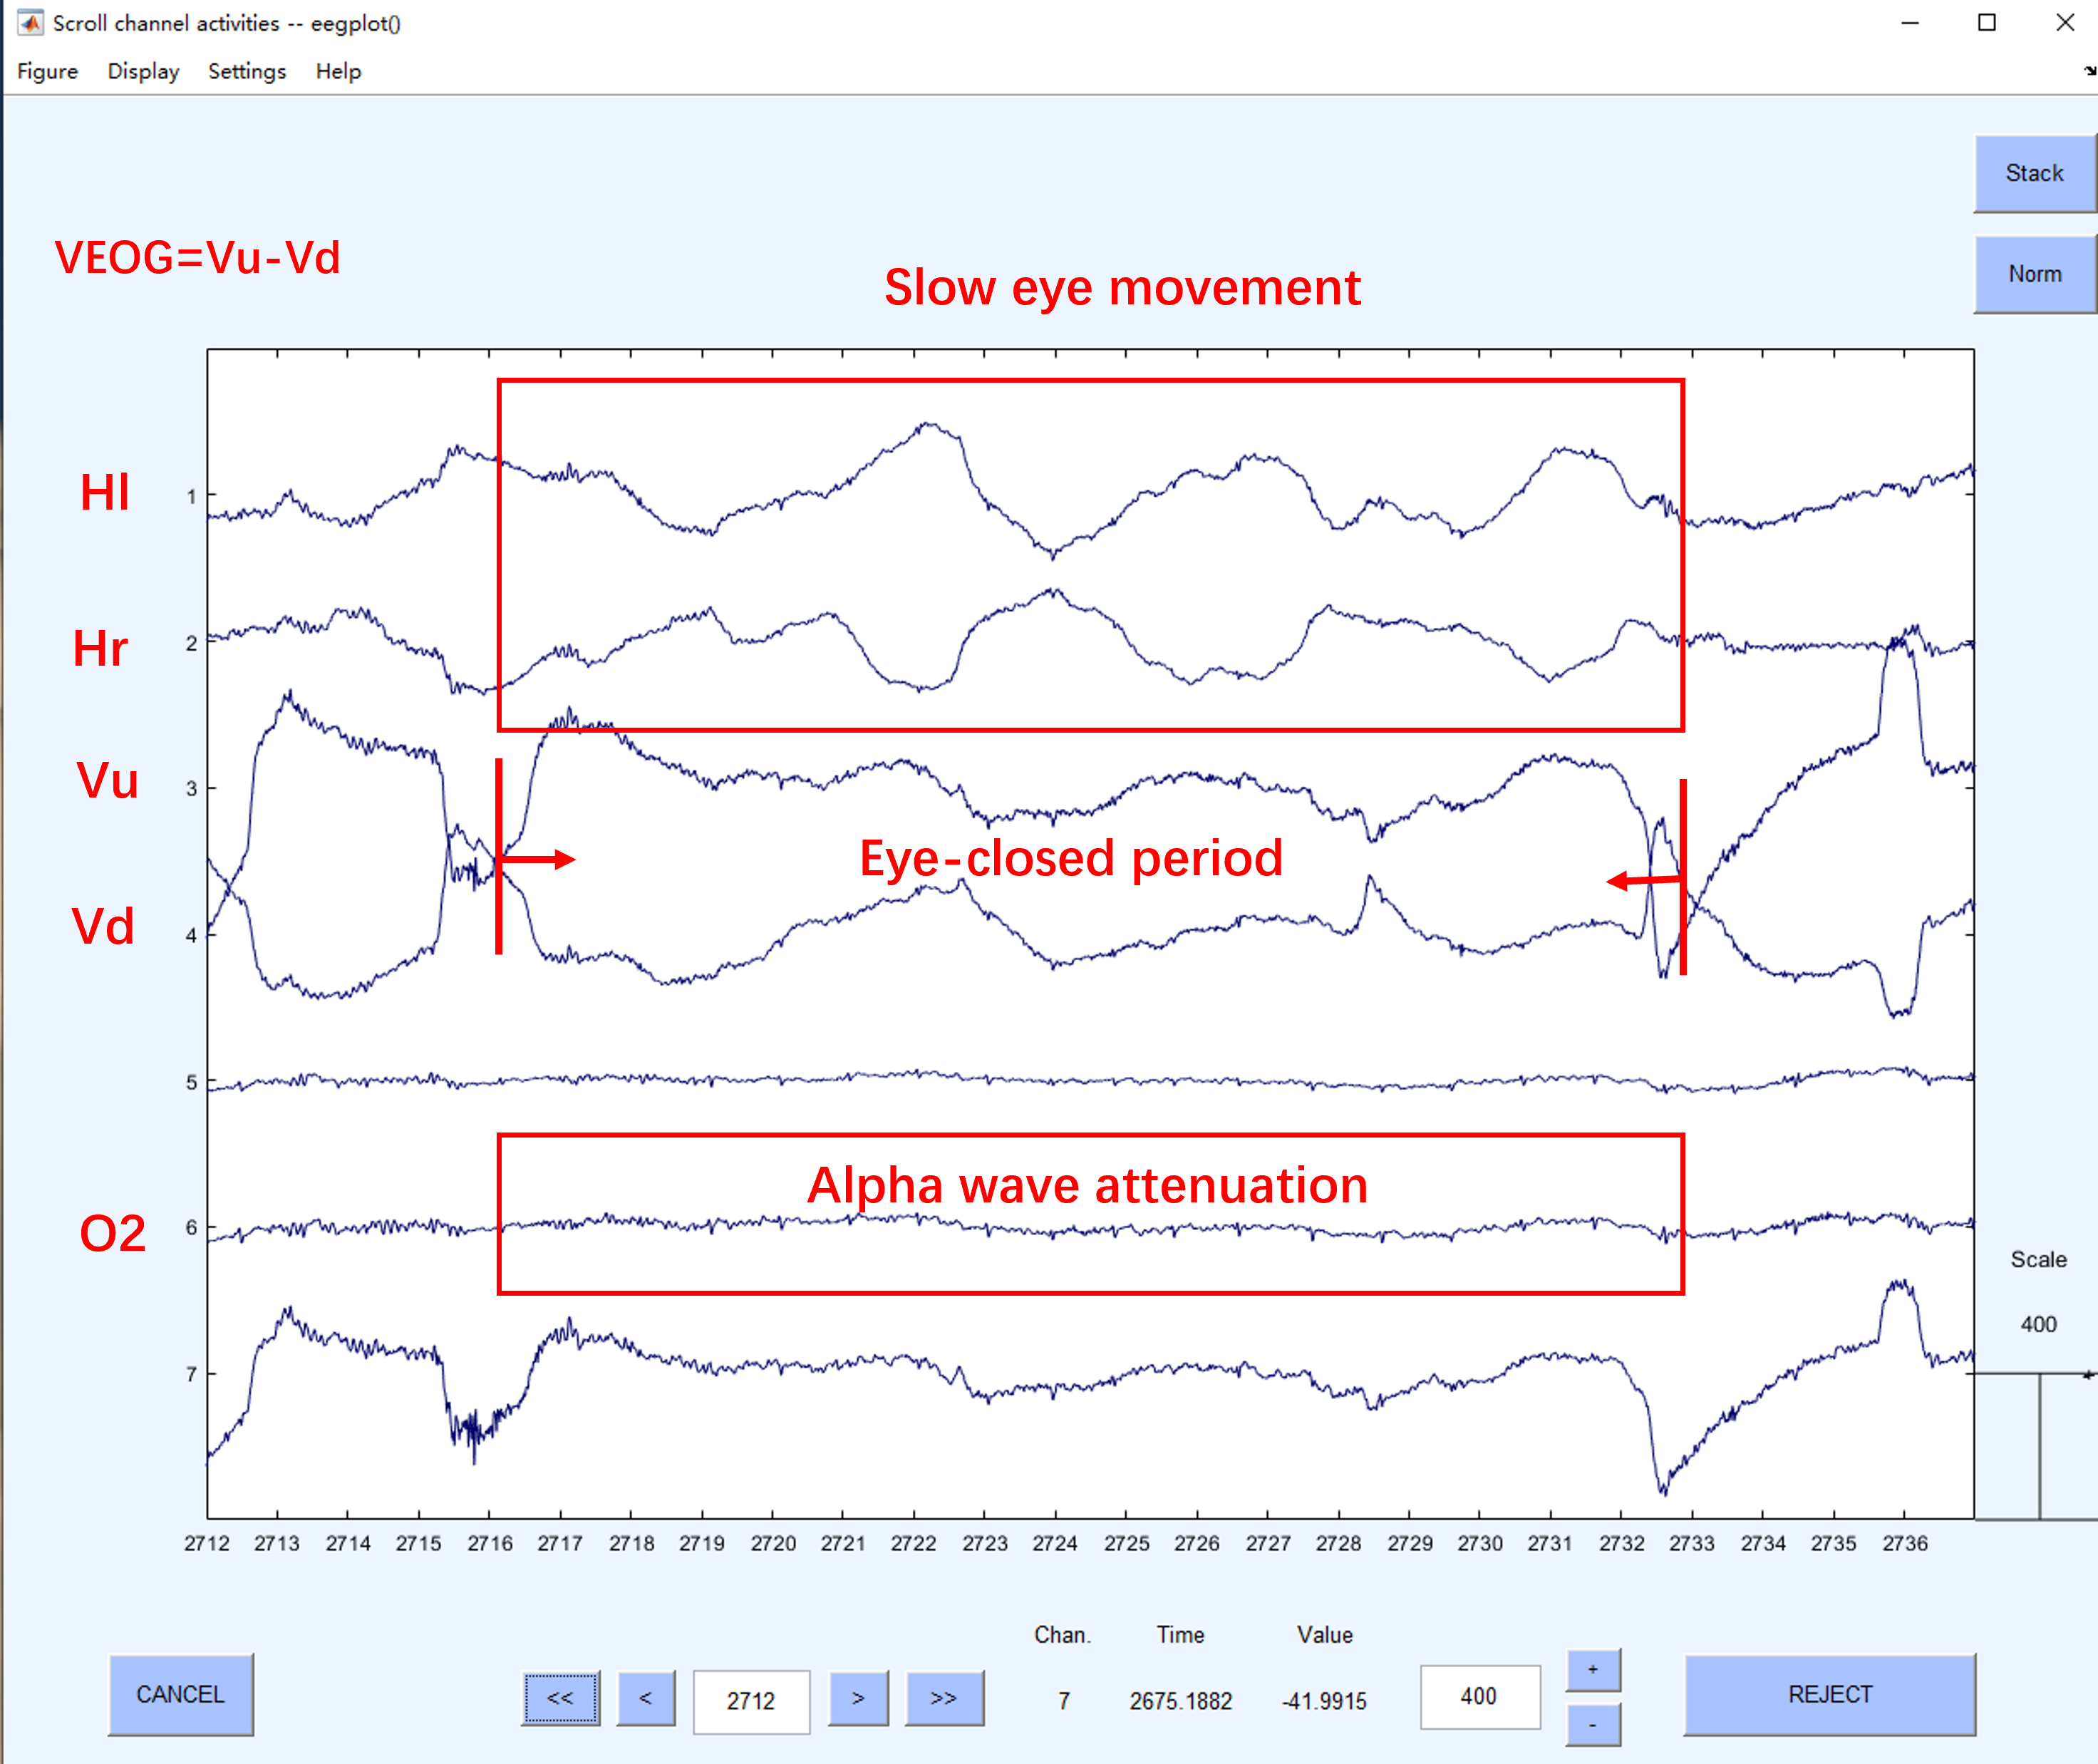 Scroll channel activities -- eegplot()
Figure Display Settings Help
Stack
VEOG=Vu-Vd
Norm
Slow eye movement
Hl
1
Hr
2
Vu
3
Eye-closed period
Vd
4
5
Alpha wave attenuation
O2
6
Scale
400
7
2712 2713 2714 2715 2716 2717 2718 2719 2720 2721 2722 2723 2724 2725 2726 2727 2728 2729 2730 2731 2732 2733 2734 2735 2736
Chan. Time Value
CANCEL << < 2712 > >> 7 2675.1882 -41.9915 400 + - REJECT